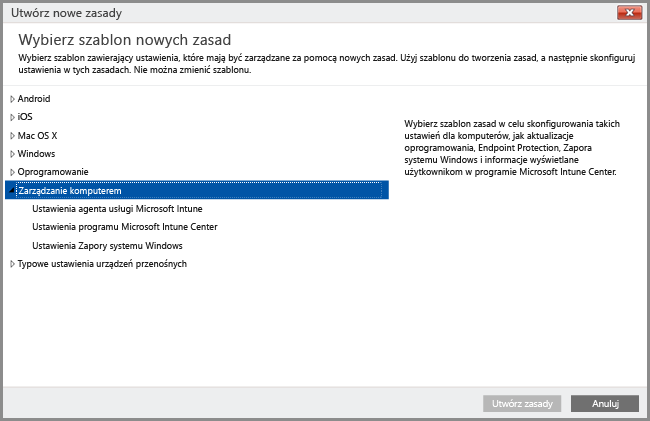 Utwórz nowe zasady
Wybierz szablon nowych zasad
Wybierz szablon zawierający ustawienia, które mają być zarządzane za pomocą nowych zasad. Użyj szablonu do tworzenia zasad, a następnie skonfiguruj
ustawienia w tych zasadach. Nie można zmienić szablonu.
Android
iOS
Mac OS X
Windows
Oprogramowanie
Zarządzanie komputerem
Ustawienia agenta usługi Microsoft Intune
Ustawienia programu Microsoft Intune Center
Ustawienia Zapory systemu Windows
Typowe ustawienia urządzeń przenośnych
Wybierz szablon zasad w celu skonfigurowania takich
ustawień dla komputerów, jak aktualizacje
oprogramowania, Endpoint Protection, Zapora
systemu Windows i informacje wyświetlane
użytkownikom w programie Microsoft Intune Center.
Utwórz zasady
Anuluj